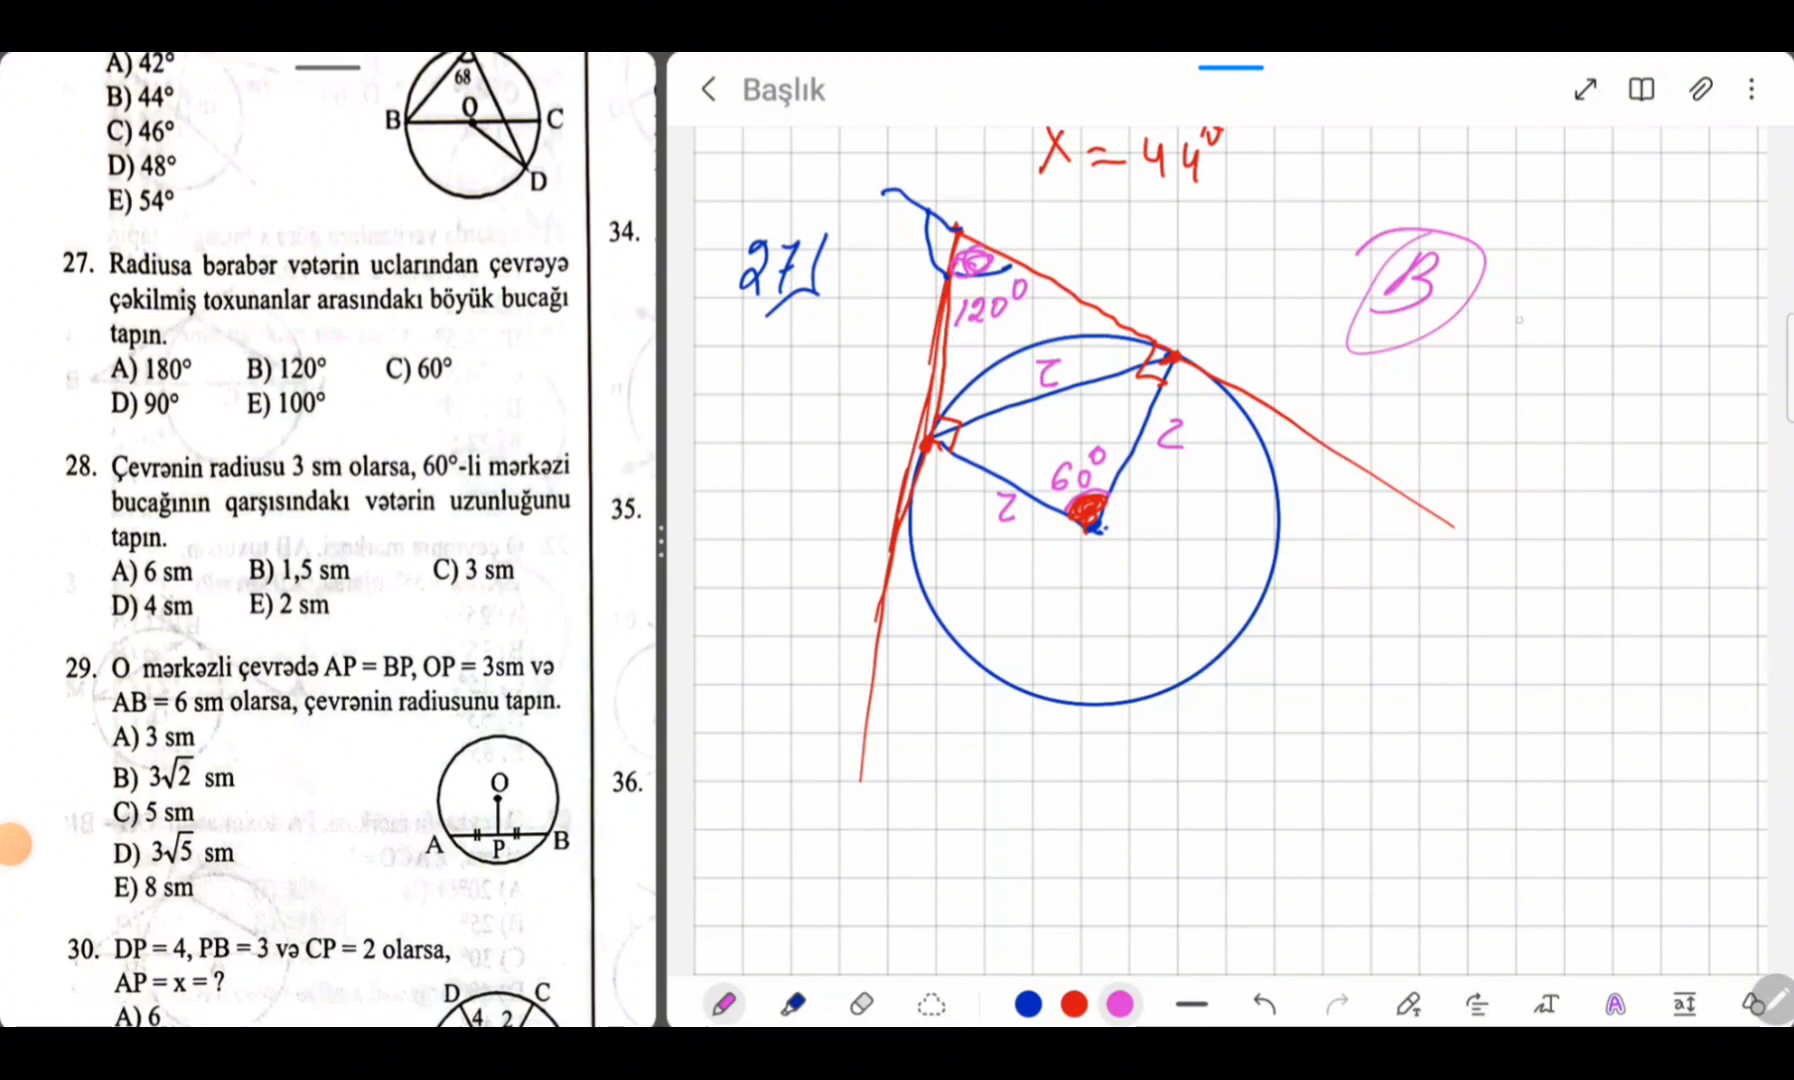 A) 42°
B) 44°
C) 46°
D) 48°
E) 54°
68
O
B
C
D
27. Radiusa bərabər vətərin uclarından çevrəyə
çəkilmiş toxunanlar arasındakı böyük bucağı
tapın.
A) 180° B) 120° C) 60°
D) 90° E) 100°
28. Çevrənin radiusu 3 sm olarsa, 60°-li mərkəzi
bucağının qarşısındakı vətərin uzunluğunu
tapın.
A) 6 sm B) 1,5 sm C) 3 sm
D) 4 sm E) 2 sm
29. O mərkəzli çevrədə AP = BP, OP = 3sm və
AB = 6 sm olarsa, çevrənin radiusunu tapın.
A) 3 sm
B) 3√2 sm
C) 5 sm
D) 3√5 sm
E) 8 sm
O
A
P
B
30. DP = 4, PB = 3 və CP = 2 olarsa,
AP = x = ?
A) 6
D
C
4
2
34.
35.
36.
Başlık
X = 44°
27
120°
B
60°